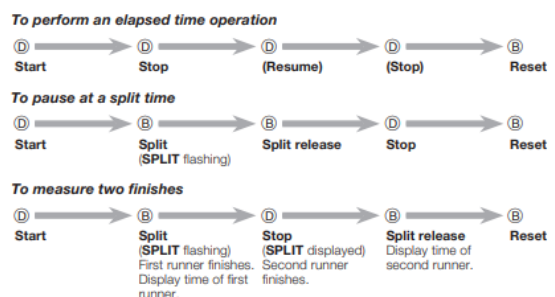 To perform an elapsed time operation
Ⓓ Ⓓ Ⓓ Ⓓ Ⓑ
Start Stop (Resume) (Stop) Reset
To pause at a split time
Ⓓ Ⓑ Ⓑ Ⓓ Ⓑ
Start Split Split release Stop Reset
(SPLIT flashing)
To measure two finishes
Ⓓ Ⓑ Ⓓ Ⓑ Ⓑ
Start Split Stop Split release Reset
(SPLIT flashing) (SPLIT displayed) Display time of
First runner finishes. Second runner second runner.
Display time of first finishes.
runner.